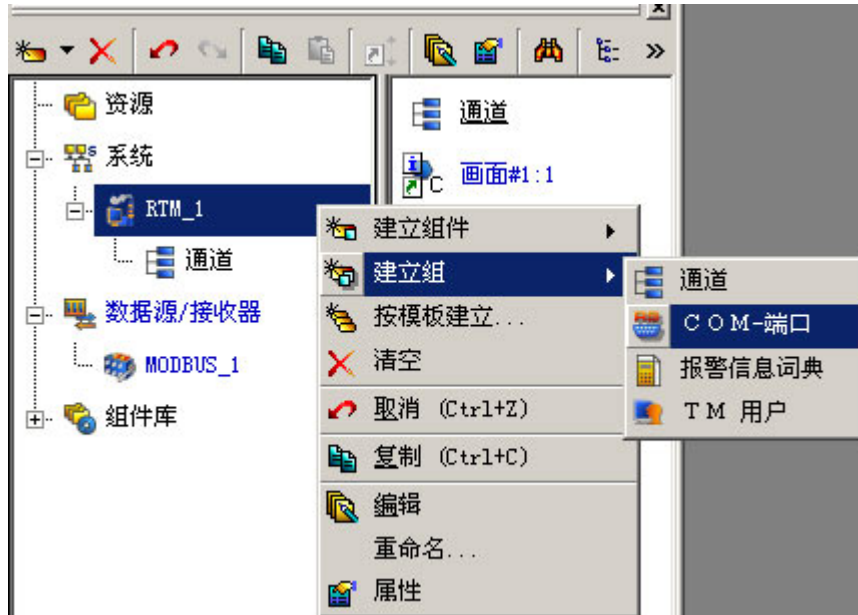 资源
系统
RTM_1
通道
数据源/接收器
MODBUS_1
组件库
通道
画面#1:1
建立组件
建立组
按模板建立...
清空
取消 (Ctrl+Z)
复制 (Ctrl+C)
编辑
重命名...
属性
通道
COM-端口
报警信息词典
TM 用户